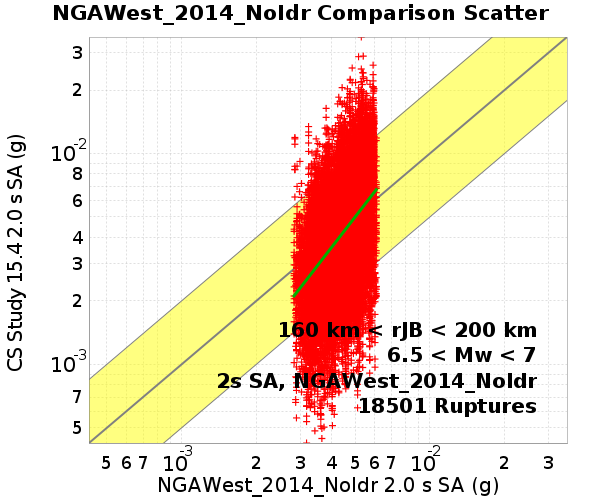 NGAWest_2014_NoIdr Comparison Scatter
CS Study 15.4 2.0 s SA (g)
3
2
10-2
8
6
4
3
2
10-3
7
5
160 km < rJB < 200 km
6.5 < Mw < 7
2s SA, NGAWest_2014_NoIdr
18501 Ruptures
5 6 7 10-3 2 3 4 5 6 7 10-2 2 3
NGAWest_2014_NoIdr 2.0 s SA (g)